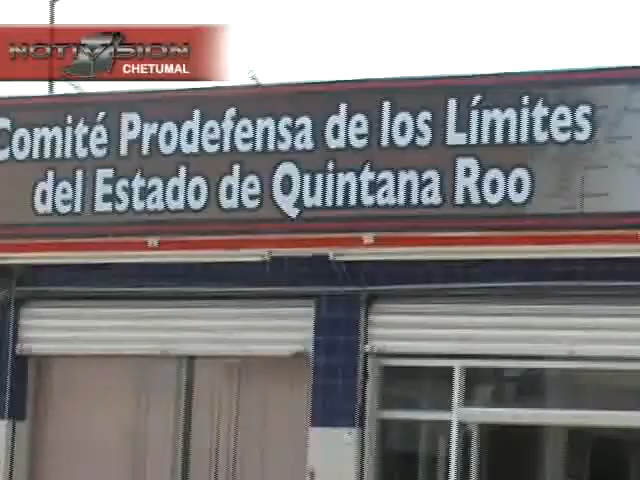 NOTIVISION
CHETUMAL
Comité Prodefensa de los Límites
del Estado de Quintana Roo